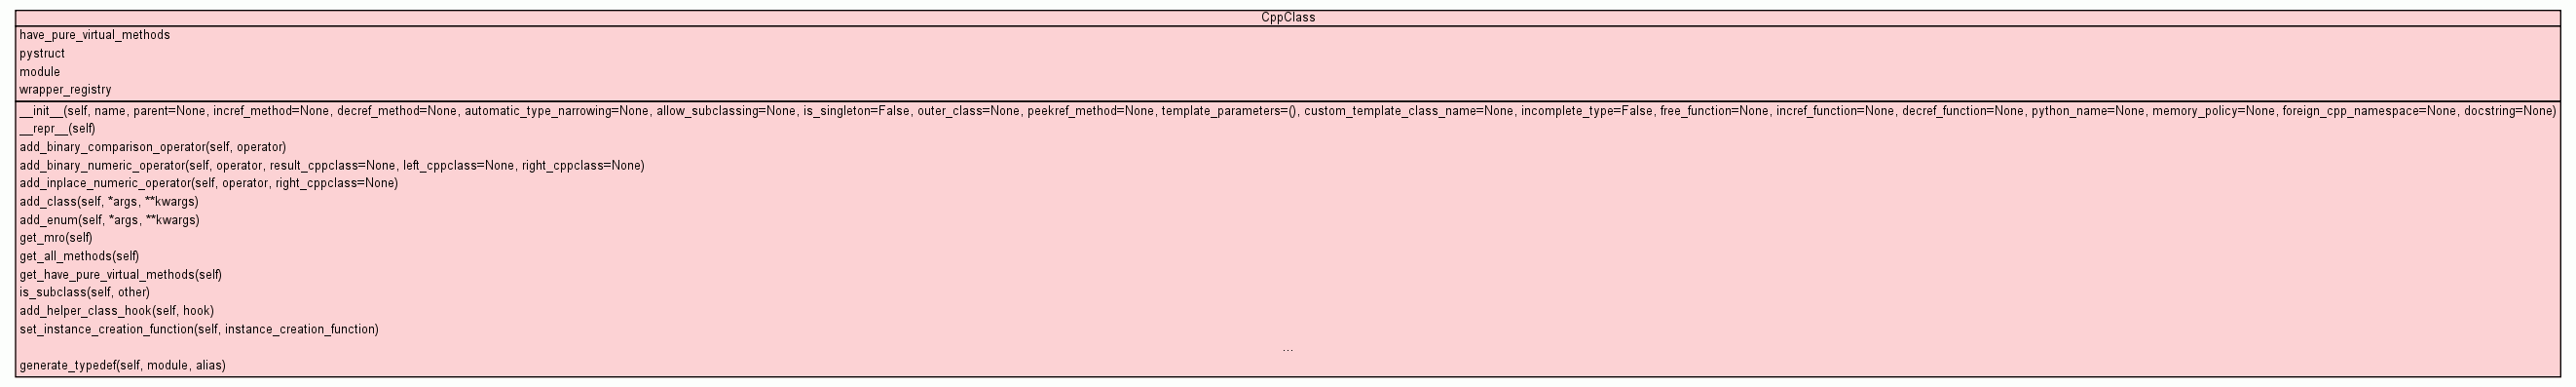 CppClass
have_pure_virtual_methods
pystruct
module
wrapper_registry
__init__(self, name, parent=None, incref_method=None, decref_method=None, automatic_type_narrowing=None, allow_subclassing=None, is_singleton=False, outer_class=None, peekref_method=None, template_parameters=(), custom_template_class_name=None, incomplete_type=False, free_function=None, incref_function=None, decref_function=None, python_name=None, memory_policy=None, foreign_cpp_namespace=None, docstring=None)
__repr__(self)
add_binary_comparison_operator(self, operator)
add_binary_numeric_operator(self, operator, result_cppclass=None, left_cppclass=None, right_cppclass=None)
add_inplace_numeric_operator(self, operator, right_cppclass=None)
add_class(self, *args, **kwargs)
add_enum(self, *args, **kwargs)
get_mro(self)
get_all_methods(self)
get_have_pure_virtual_methods(self)
is_subclass(self, other)
add_helper_class_hook(self, hook)
set_instance_creation_function(self, instance_creation_function)
...
generate_typedef(self, module, alias)